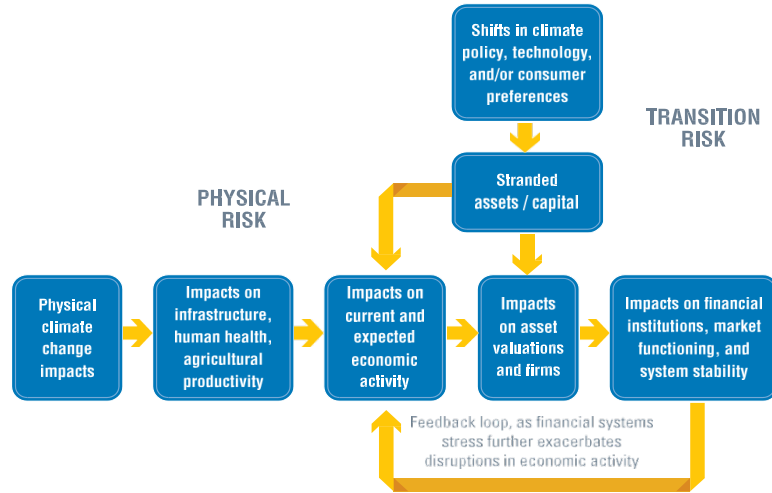 Shifts in climate
policy, technology,
and/or consumer
preferences
TRANSITION
RISK
Stranded
assets / capital
PHYSICAL
RISK
Physical
climate
change
impacts
Impacts on
infrastructure,
human health,
agricultural
productivity
Impacts on
current and
expected
economic
activity
Impacts
on asset
valuations
and firms
Impacts on financial
institutions, market
functioning, and
system stability
Feedback loop, as financial systems
stress further exacerbates
disruptions in economic activity